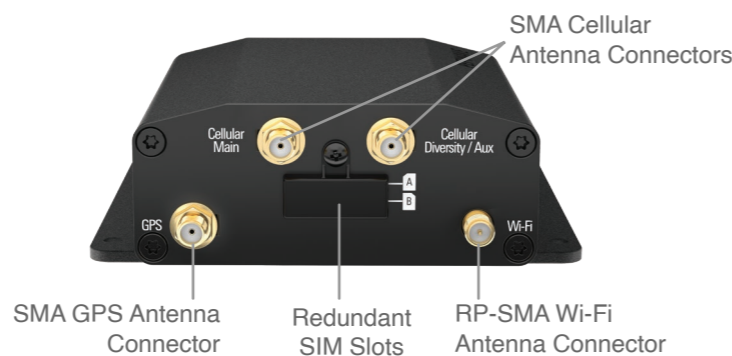 SMA Cellular
Antenna Connectors
Cellular
Main
Cellular
Diversity / Aux
A
B
GPS
Wi-Fi
SMA GPS Antenna
Connector
Redundant
SIM Slots
RP-SMA Wi-Fi
Antenna Connector